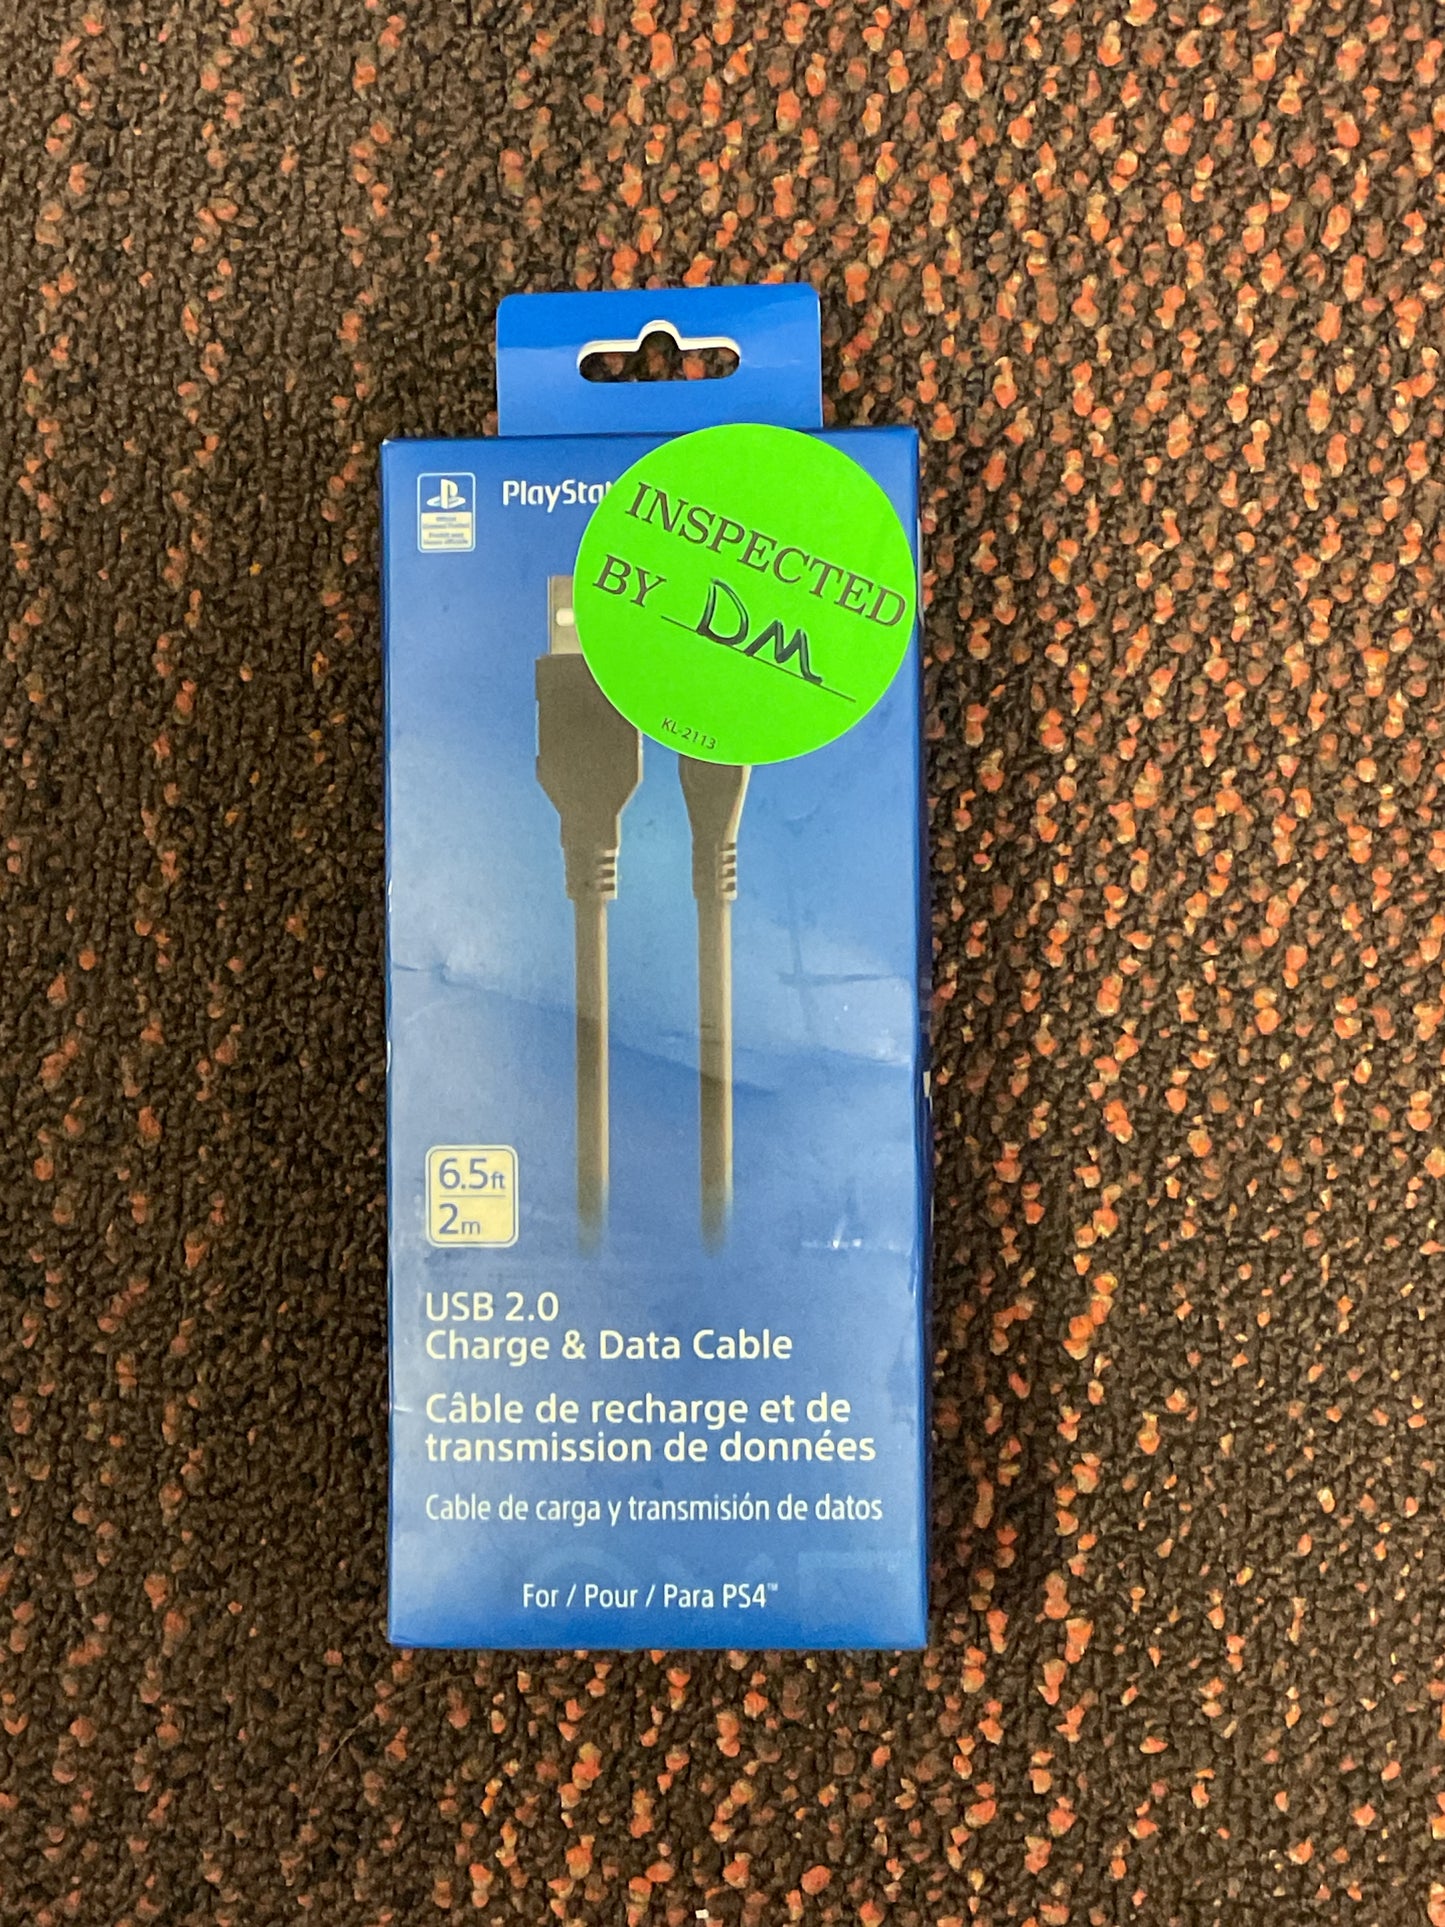 PlaySta
INSPECTED
BY DM
KL-2113
6.5ft
2m
USB 2.0
Charge & Data Cable
Câble de recharge et de
transmission de données
Cable de carga y transmisión de datos
For / Pour / Para PS4™